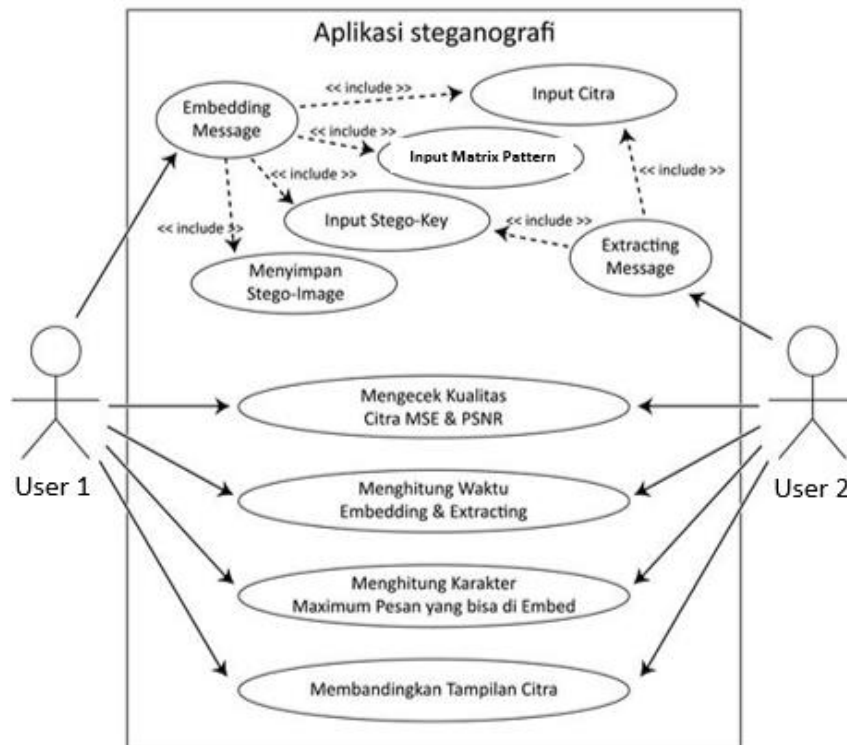 Aplikasi steganografi
<< include >>
Input Citra
Embedding
Message
<< include >>
Input Matrix Pattern
<< include >>
<< include >>
Input Stego-Key
<< include >>
<< include >>
<< include >>
Extracting
Message
Menyimpan
Stego-Image
Mengecek Kualitas
Citra MSE & PSNR
User 1
User 2
Menghitung Waktu
Embedding & Extracting
Menghitung Karakter
Maximum Pesan yang bisa di Embed
Membandingkan Tampilan Citra